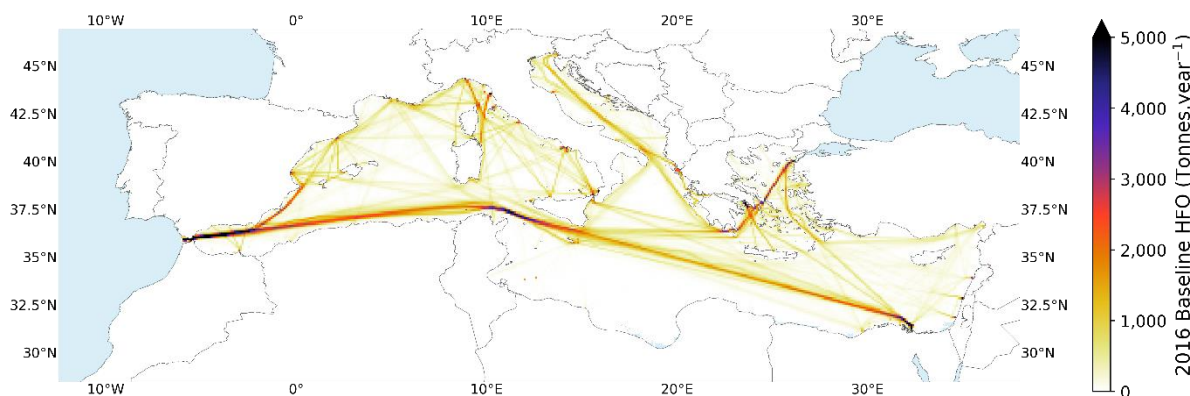 10°W 0° 10°E 20°E 30°E
45°N 45°N
42.5°N 42.5°N
40°N 40°N
37.5°N 37.5°N
35°N 35°N
32.5°N 32.5°N
30°N 30°N
10°W 0° 10°E 20°E 30°E
5,000
4,000
3,000
2,000
1,000
0
2016 Baseline HFO (Tonnes.year⁻¹)